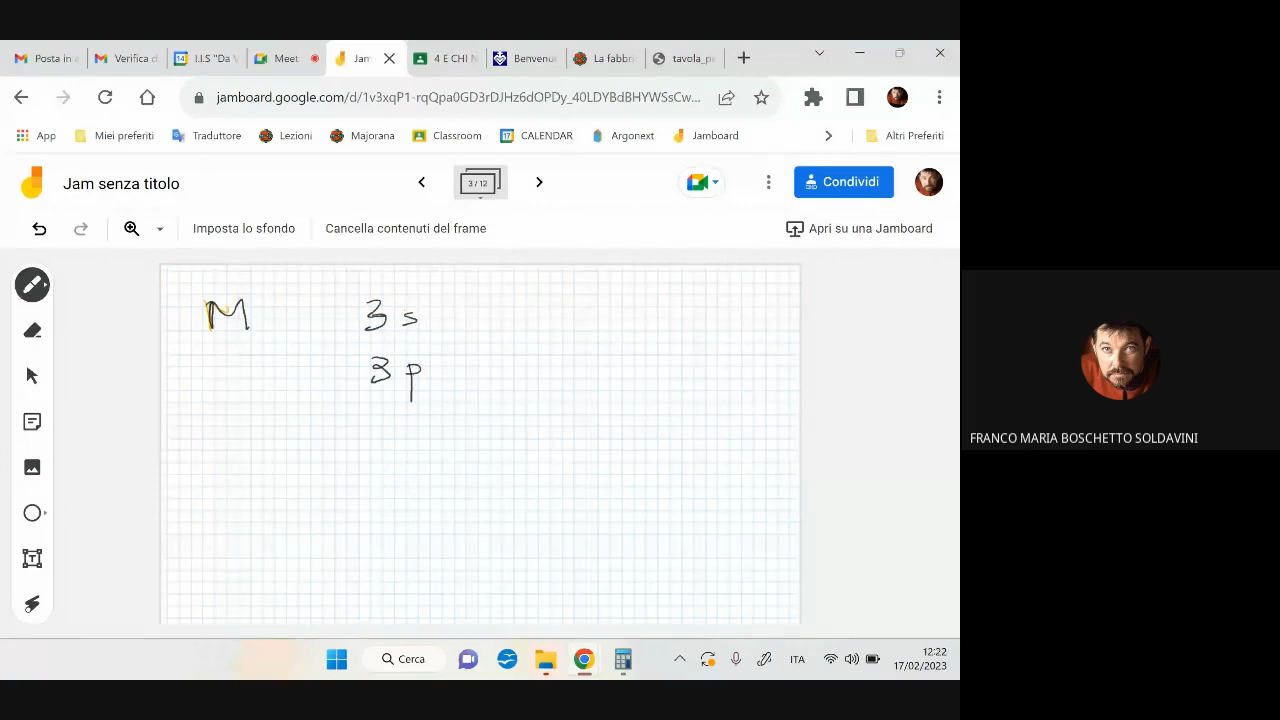 Posta in a
Verifica d
I.I.S "Da V
Meet
Jam
4 E CHI N
Benvenu
La fabbri
tavola_pe
jamboard.google.com/d/1v3xqP1-rqQpa0GD3rDJHz6dOPDy_40LDYBdBHYWSsCw...
App
Miei preferiti
Traduttore
Lezioni
Majorana
Classroom
CALENDAR
Argonext
Jamboard
Altri Preferiti
Jam senza titolo
3 / 12
Condividi
Imposta lo sfondo
Cancella contenuti del frame
Apri su una Jamboard
M 3 s
3 p
FRANCO MARIA BOSCHETTO SOLDAVINI
Cerca
ITA
12:22
17/02/2023